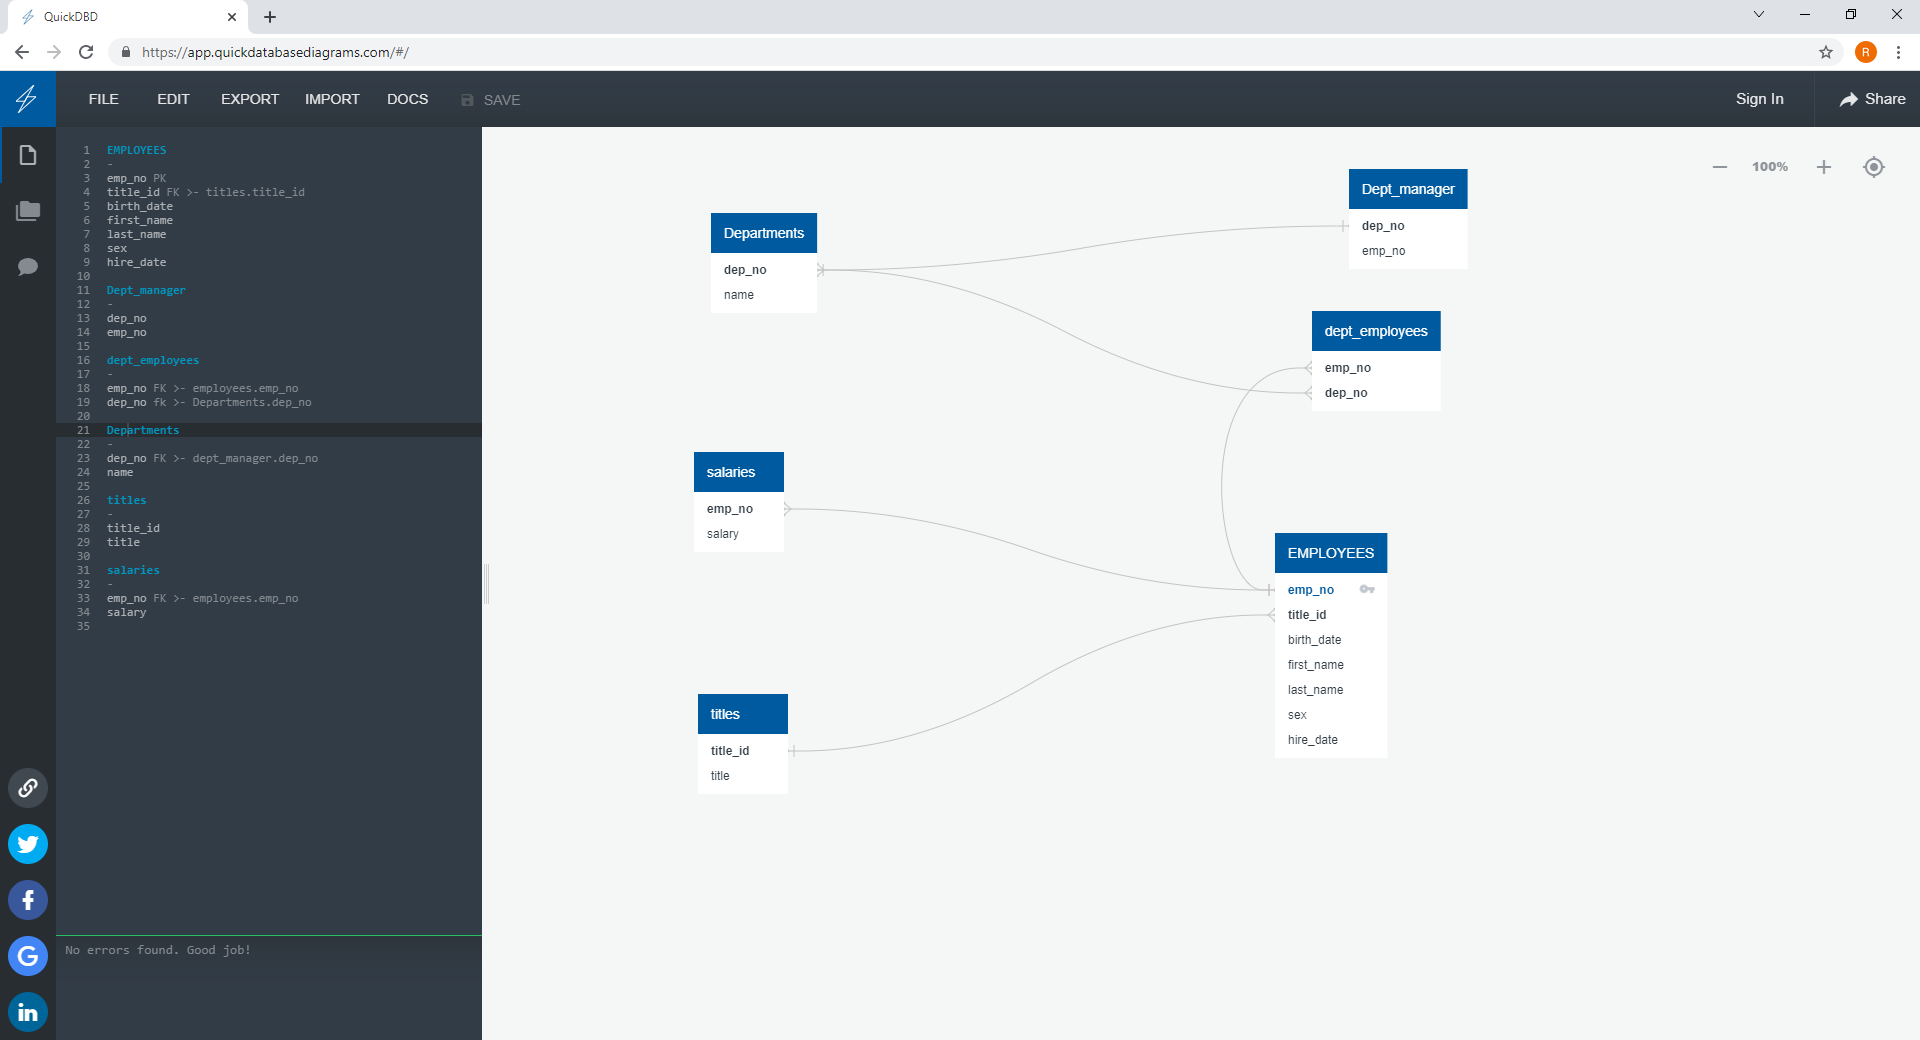 QuickDBD
https://app.quickdatabasediagrams.com/#/
R
FILE EDIT EXPORT IMPORT DOCS SAVE Sign In Share
1 EMPLOYEES
2 -
3 emp_no PK
4 title_id FK >- titles.title_id
5 birth_date
6 first_name
7 last_name
8 sex
9 hire_date
10
11 Dept_manager
12 -
13 dep_no
14 emp_no
15
16 dept_employees
17 -
18 emp_no FK >- employees.emp_no
19 dep_no fk >- Departments.dep_no
20
21 Departments
22 -
23 dep_no FK >- dept_manager.dep_no
24 name
25
26 titles
27 -
28 title_id
29 title
30
31 salaries
32 -
33 emp_no FK >- employees.emp_no
34 salary
35
No errors found. Good job!
100%
Dept_manager
dep_no
emp_no
Departments
dep_no
name
dept_employees
emp_no
dep_no
salaries
emp_no
salary
EMPLOYEES
emp_no
title_id
birth_date
first_name
last_name
sex
hire_date
titles
title_id
title
f
G
in